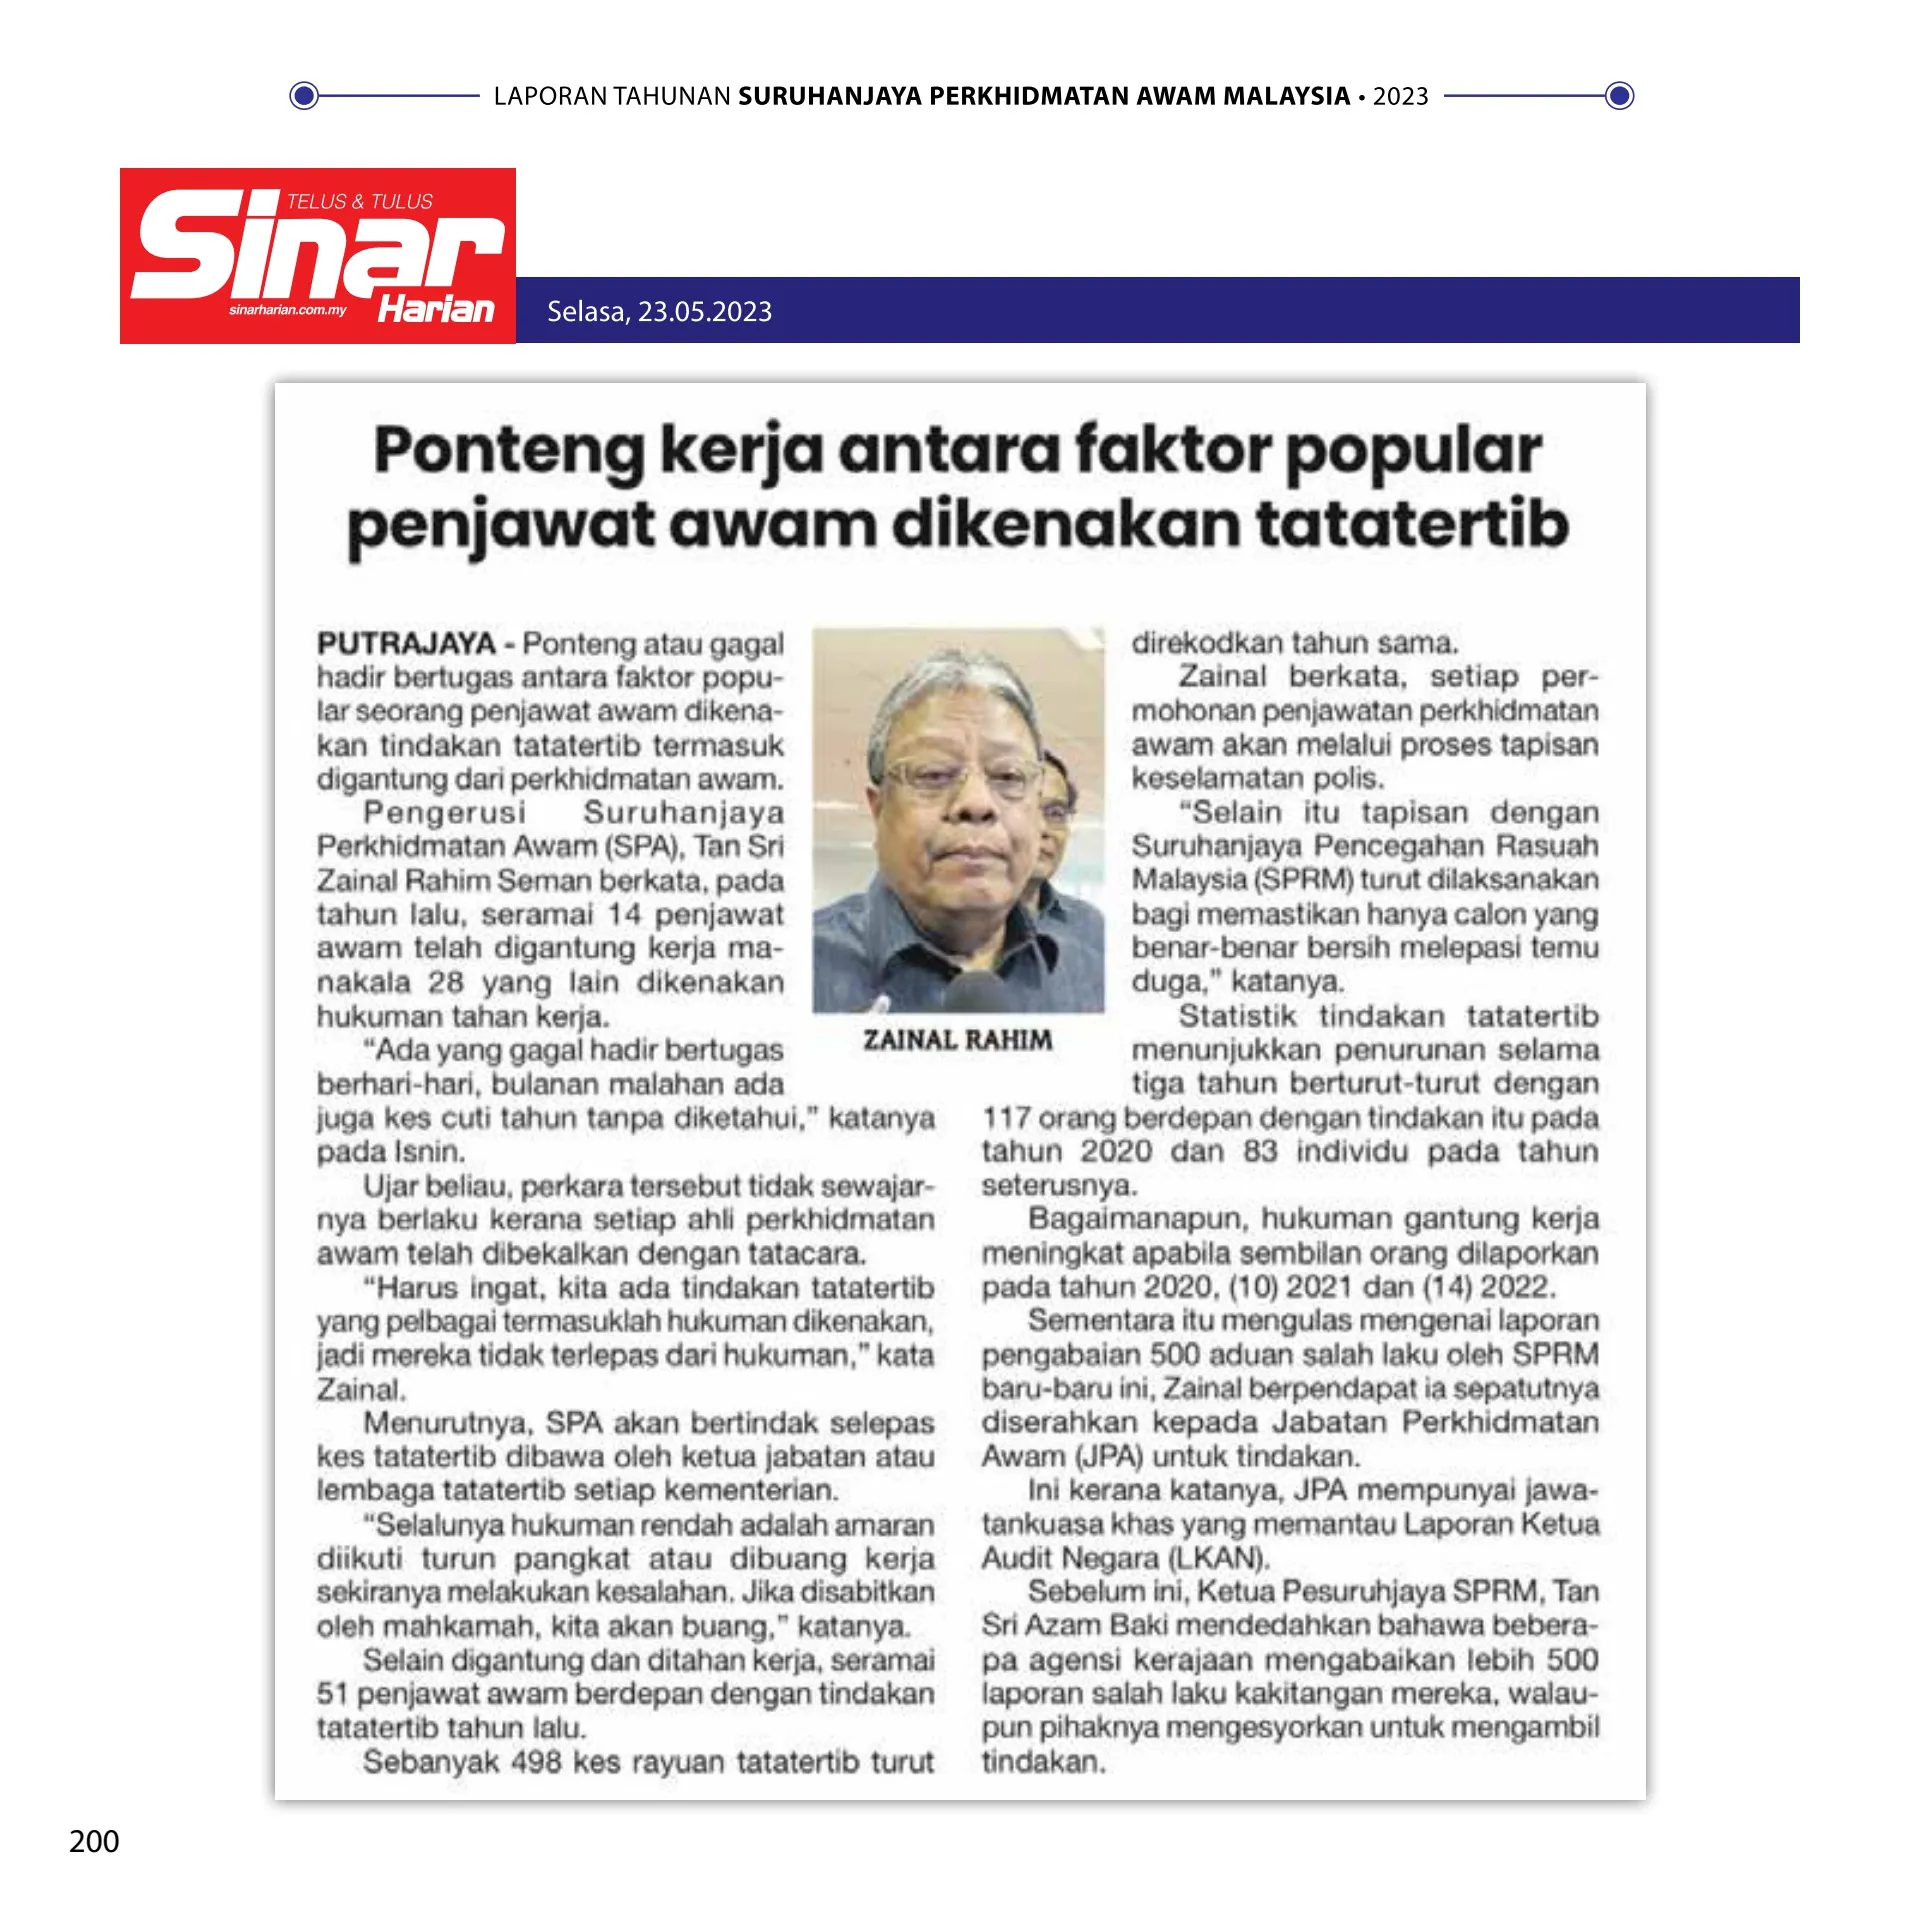 LAPORAN TAHUNAN SURUHANJAYA PERKHIDMATAN AWAM MALAYSIA • 2023
TELUS & TULUS
Sinar
Harian
sinarharian.com.my
Selasa, 23.05.2023
Ponteng kerja antara faktor popular
penjawat awam dikenakan tatatertib
PUTRAJAYA - Ponteng atau gagal
hadir bertugas antara faktor popu-
lar seorang penjawat awam dikena-
kan tindakan tatatertib termasuk
digantung dari perkhidmatan awam.
Pengerusi Suruhanjaya
Perkhidmatan Awam (SPA), Tan Sri
Zainal Rahim Seman berkata, pada
tahun lalu, seramai 14 penjawat
awam telah digantung kerja ma-
nakala 28 yang lain dikenakan
hukuman tahan kerja.
“Ada yang gagal hadir bertugas
berhari-hari, bulanan malahan ada
juga kes cuti tahun tanpa diketahui,” katanya
pada Isnin.
Ujar beliau, perkara tersebut tidak sewajar-
nya berlaku kerana setiap ahli perkhidmatan
awam telah dibekalkan dengan tatacara.
“Harus ingat, kita ada tindakan tatatertib
yang pelbagai termasuklah hukuman dikenakan,
jadi mereka tidak terlepas dari hukuman,” kata
Zainal.
Menurutnya, SPA akan bertindak selepas
kes tatatertib dibawa oleh ketua jabatan atau
lembaga tatatertib setiap kementerian.
“Selalunya hukuman rendah adalah amaran
diikuti turun pangkat atau dibuang kerja
sekiranya melakukan kesalahan. Jika disabitkan
oleh mahkamah, kita akan buang,” katanya.
Selain digantung dan ditahan kerja, seramai
51 penjawat awam berdepan dengan tindakan
tatatertib tahun lalu.
Sebanyak 498 kes rayuan tatatertib turut
ZAINAL RAHIM
direkodkan tahun sama.
Zainal berkata, setiap per-
mohonan penjawatan perkhidmatan
awam akan melalui proses tapisan
keselamatan polis.
“Selain itu tapisan dengan
Suruhanjaya Pencegahan Rasuah
Malaysia (SPRM) turut dilaksanakan
bagi memastikan hanya calon yang
benar-benar bersih melepasi temu
duga,” katanya.
Statistik tindakan tatatertib
menunjukkan penurunan selama
tiga tahun berturut-turut dengan
117 orang berdepan dengan tindakan itu pada
tahun 2020 dan 83 individu pada tahun
seterusnya.
Bagaimanapun, hukuman gantung kerja
meningkat apabila sembilan orang dilaporkan
pada tahun 2020, (10) 2021 dan (14) 2022.
Sementara itu mengulas mengenai laporan
pengabaian 500 aduan salah laku oleh SPRM
baru-baru ini, Zainal berpendapat ia sepatutnya
diserahkan kepada Jabatan Perkhidmatan
Awam (JPA) untuk tindakan.
Ini kerana katanya, JPA mempunyai jawa-
tankuasa khas yang memantau Laporan Ketua
Audit Negara (LKAN).
Sebelum ini, Ketua Pesuruhjaya SPRM, Tan
Sri Azam Baki mendedahkan bahawa bebera-
pa agensi kerajaan mengabaikan lebih 500
laporan salah laku kakitangan mereka, walau-
pun pihaknya mengesyorkan untuk mengambil
tindakan.
200